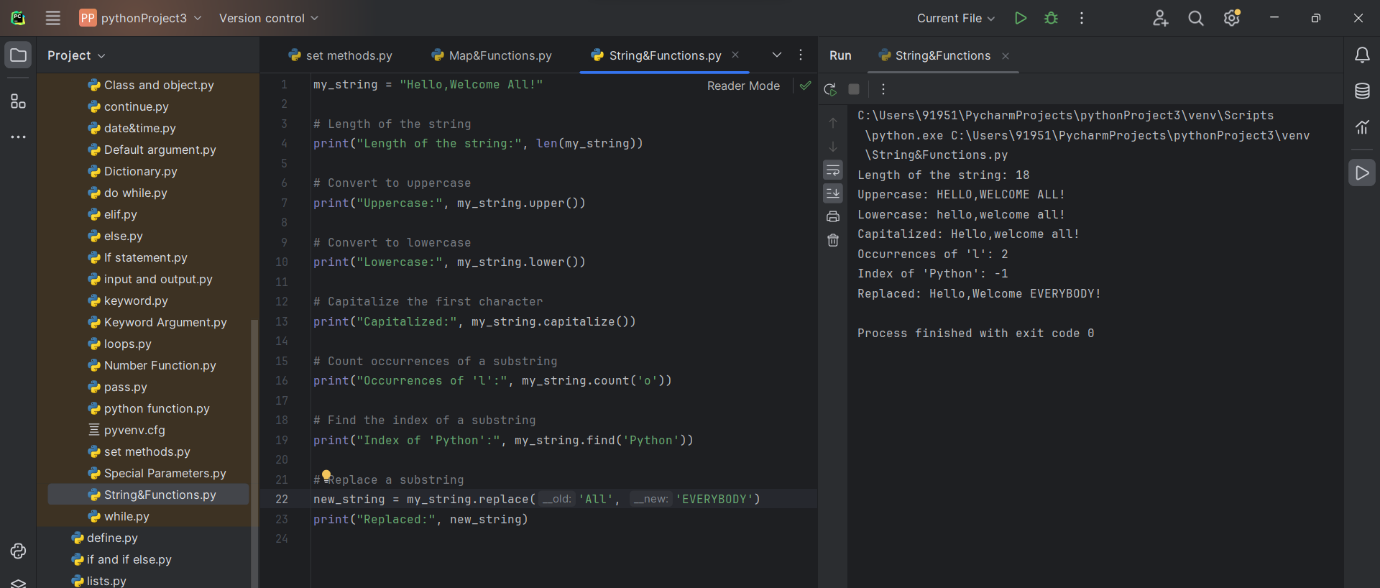 PC
PP pythonProject3
Version control
Current File
Project
Class and object.py
continue.py
date&time.py
Default argument.py
Dictionary.py
do while.py
elif.py
else.py
If statement.py
input and output.py
keyword.py
Keyword Argument.py
loops.py
Number Function.py
pass.py
python function.py
pyvenv.cfg
set methods.py
Special Parameters.py
String&Functions.py
while.py
define.py
if and if else.py
lists.py
set methods.py
Map&Functions.py
String&Functions.py
Reader Mode
1 my_string = "Hello,Welcome All!"
2
3 # Length of the string
4 print("Length of the string:", len(my_string))
5
6 # Convert to uppercase
7 print("Uppercase:", my_string.upper())
8
9 # Convert to lowercase
10 print("Lowercase:", my_string.lower())
11
12 # Capitalize the first character
13 print("Capitalized:", my_string.capitalize())
14
15 # Count occurrences of a substring
16 print("Occurrences of 'l':", my_string.count('o'))
17
18 # Find the index of a substring
19 print("Index of 'Python':", my_string.find('Python'))
20
21 # Replace a substring
22 new_string = my_string.replace( __old: 'All', __new: 'EVERYBODY')
23 print("Replaced:", new_string)
24
Run
String&Functions
C:\Users\91951\PycharmProjects\pythonProject3\venv\Scripts
\python.exe C:\Users\91951\PycharmProjects\pythonProject3\venv
\String&Functions.py
Length of the string: 18
Uppercase: HELLO,WELCOME ALL!
Lowercase: hello,welcome all!
Capitalized: Hello,welcome all!
Occurrences of 'l': 2
Index of 'Python': -1
Replaced: Hello,Welcome EVERYBODY!
Process finished with exit code 0